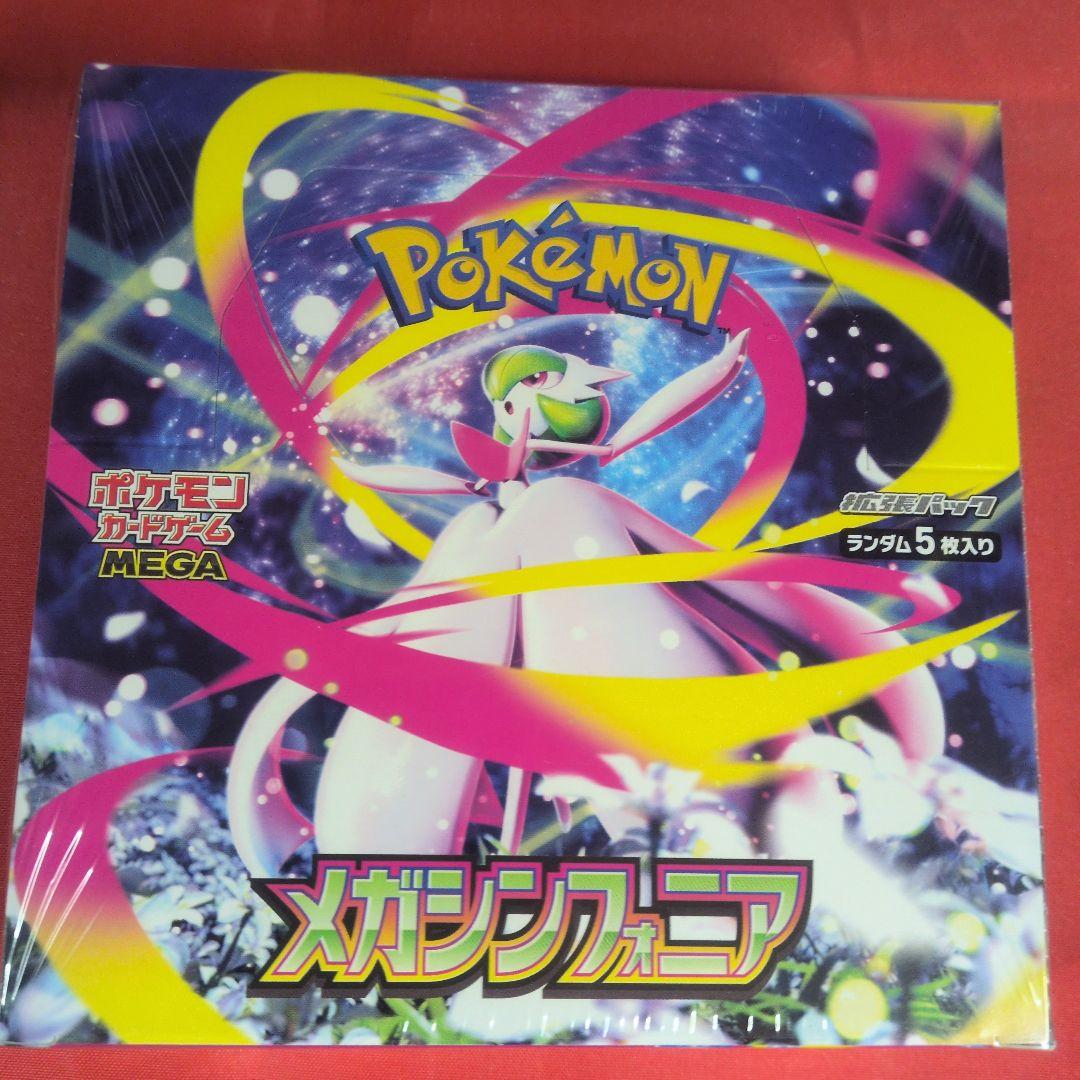 Pokémon
TM
ポケモン
カードゲーム
MEGA
拡張パック
ランダム5枚入り
メガシンフォニア